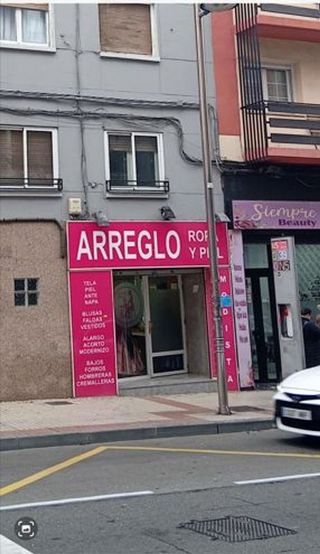 ARREGLO ROPA
Y PIEL
TELA
PIEL
ANTE
NAPA
BLUSAS
FALDAS
VESTIDOS
ALARGO
ACORTO
MODERNIZO
BAJOS
FORROS
HOMBRERAS
CREMALLERAS
MODISTA
Siempre
Beauty